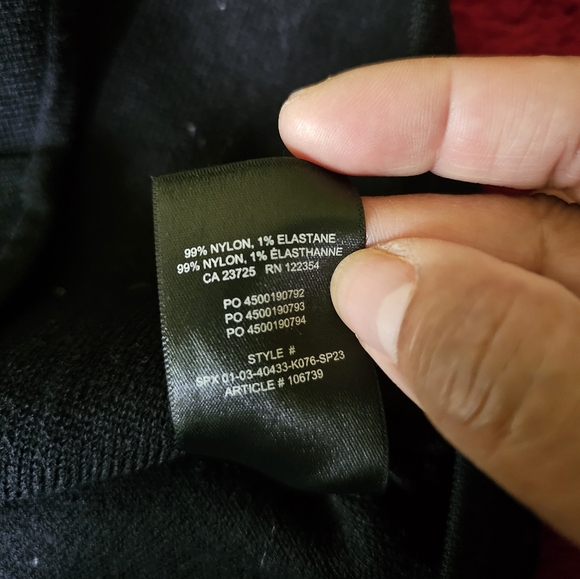 99% NYLON, 1% ELASTANE
99% NYLON, 1% ÉLASTHANNE
CA 23725 RN 122354
PO 4500190792
PO 4500190793
PO 4500190794
STYLE #
SPX 01-03-40433-K076-SP23
ARTICLE # 106739